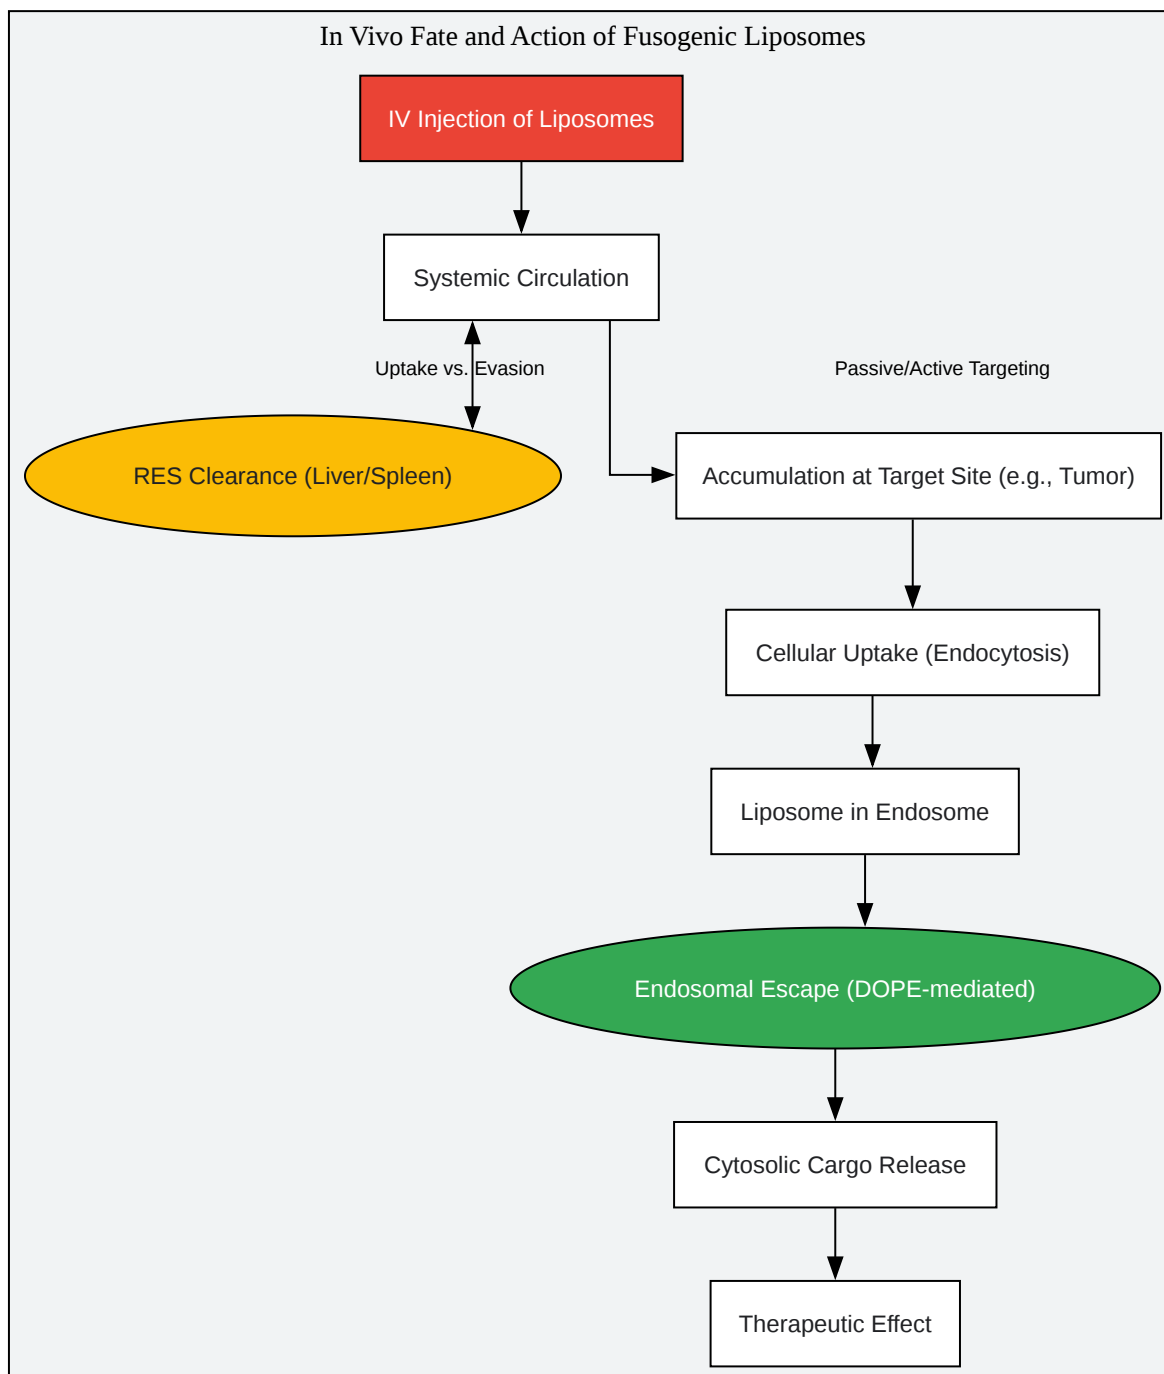 In Vivo Fate and Action of Fusogenic Liposomes
IV Injection of Liposomes
Systemic Circulation
Uptake vs. Evasion
Passive/Active Targeting
RES Clearance (Liver/Spleen)
Accumulation at Target Site (e.g., Tumor)
Cellular Uptake (Endocytosis)
Liposome in Endosome
Endosomal Escape (DOPE-mediated)
Cytosolic Cargo Release
Therapeutic Effect